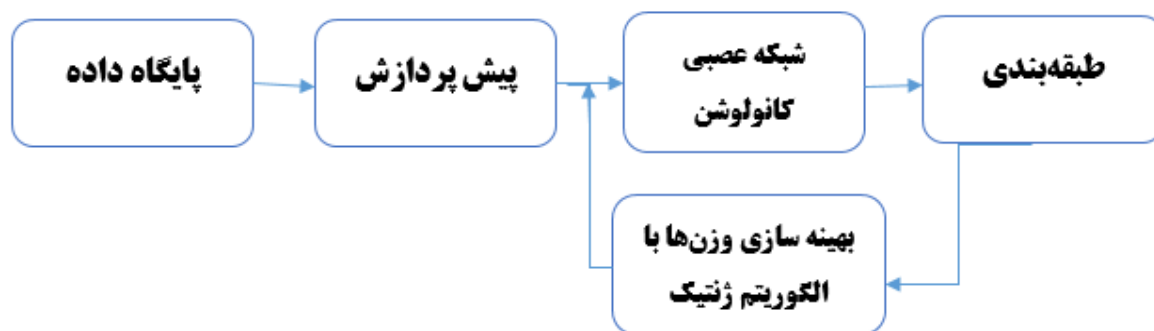 پایگاه داده
پیش پردازش
شبکه عصبی
کانولوشن
طبقه‌بندی
بهینه سازی وزن‌ها با
الگوریتم ژنتیک